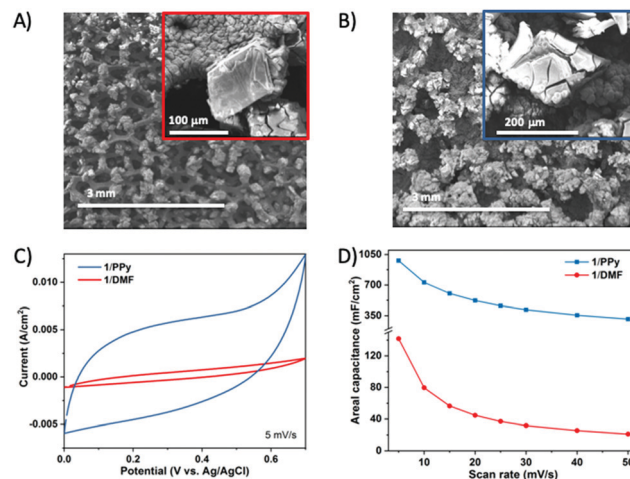 A)
100 μm
3 mm
B)
200 μm
3 mm
C)
1/PPy
1/DMF
0.010
0.005
0.000
-0.005
0.0
0.2
0.4
0.6
5 mV/s
Current (A/cm²)
Potential (V vs. Ag/AgCl)
D)
1/PPy
1/DMF
1050
700
350
120
80
40
0
10
20
30
40
50
Areal capacitance (mF/cm²)
Scan rate (mV/s)